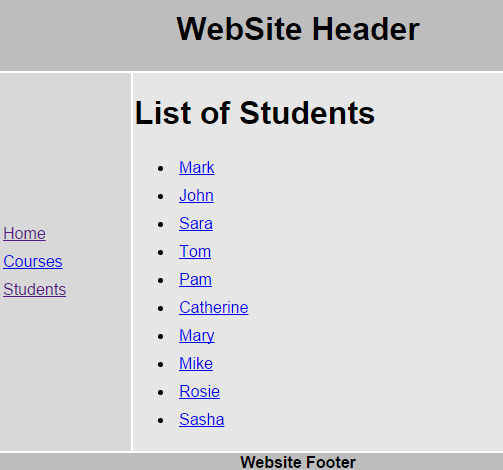 WebSite Header
Home
Courses
Students
List of Students
Mark
John
Sara
Tom
Pam
Catherine
Mary
Mike
Rosie
Sasha
Website Footer